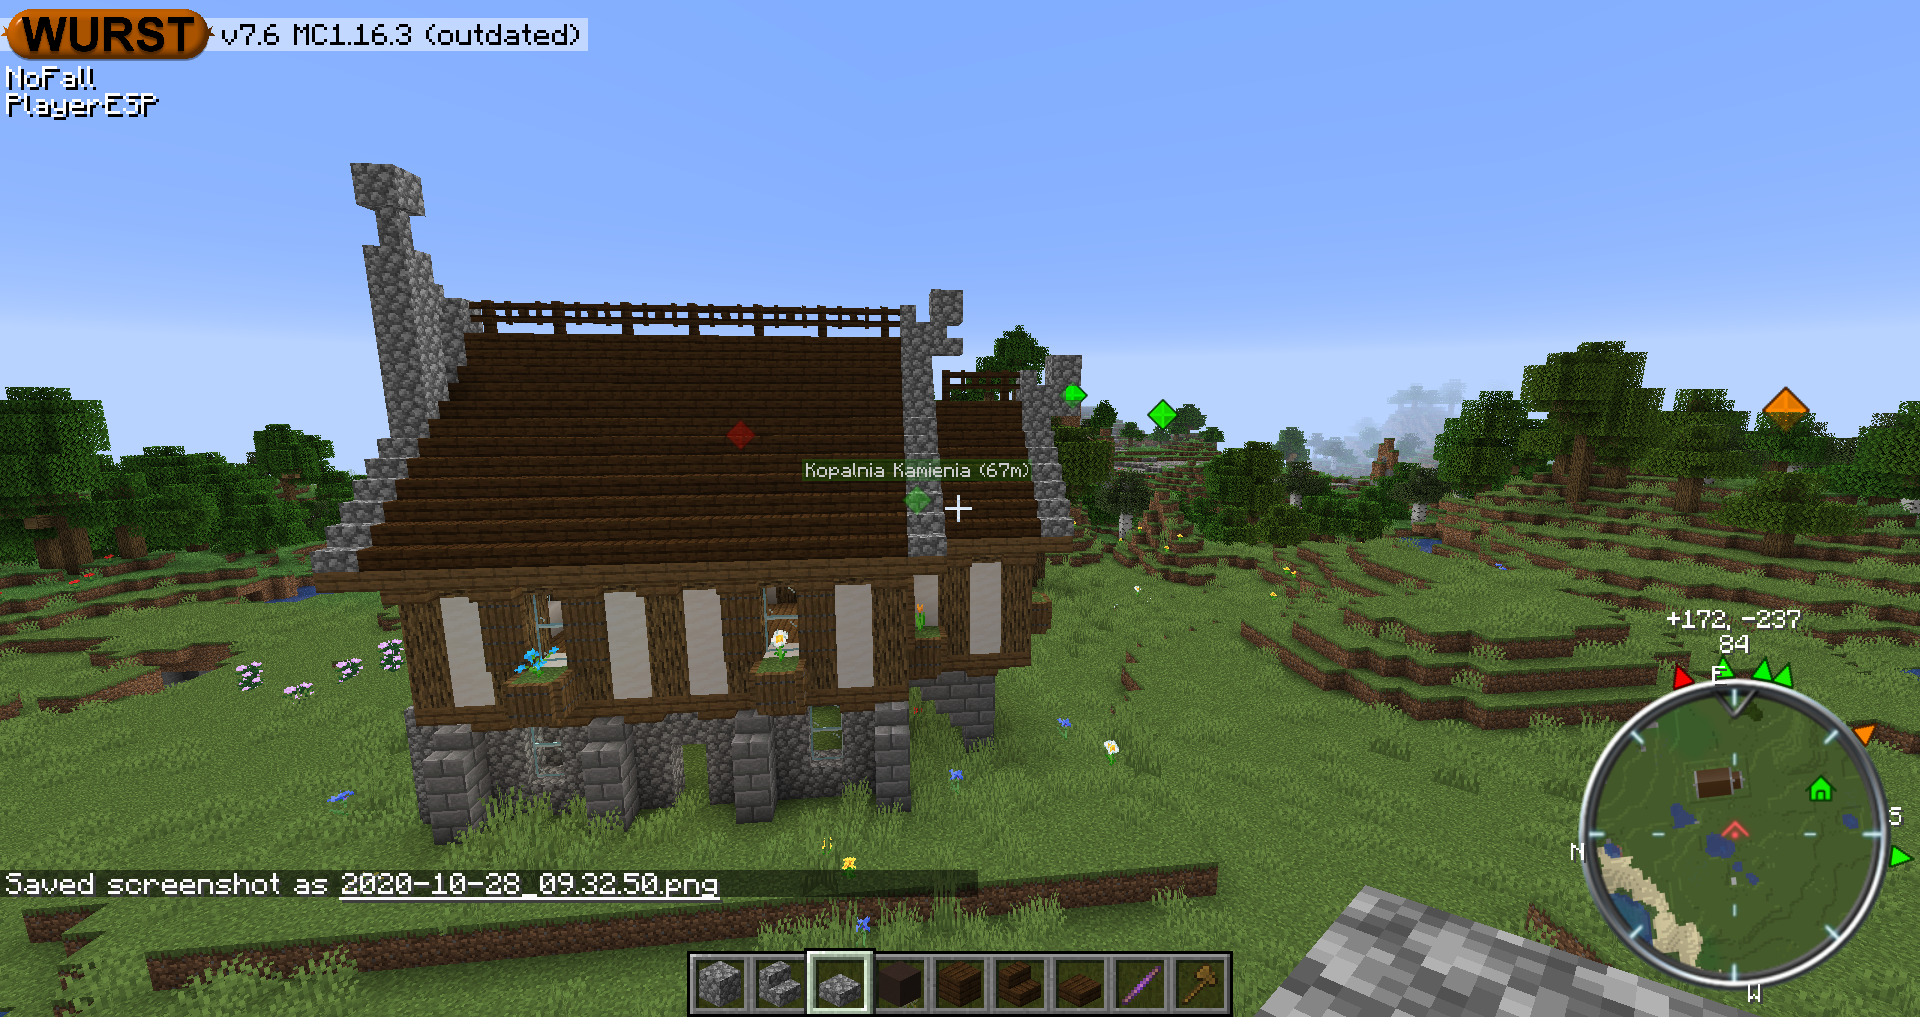 WURST v7.6 MC1.16.3 (outdated)
NoFall
PlayerESP
Kopalnia Kamienia (67m)
+172, -237
84
E
S
N
W
Saved screenshot as 2020-10-28_09.32.50.png